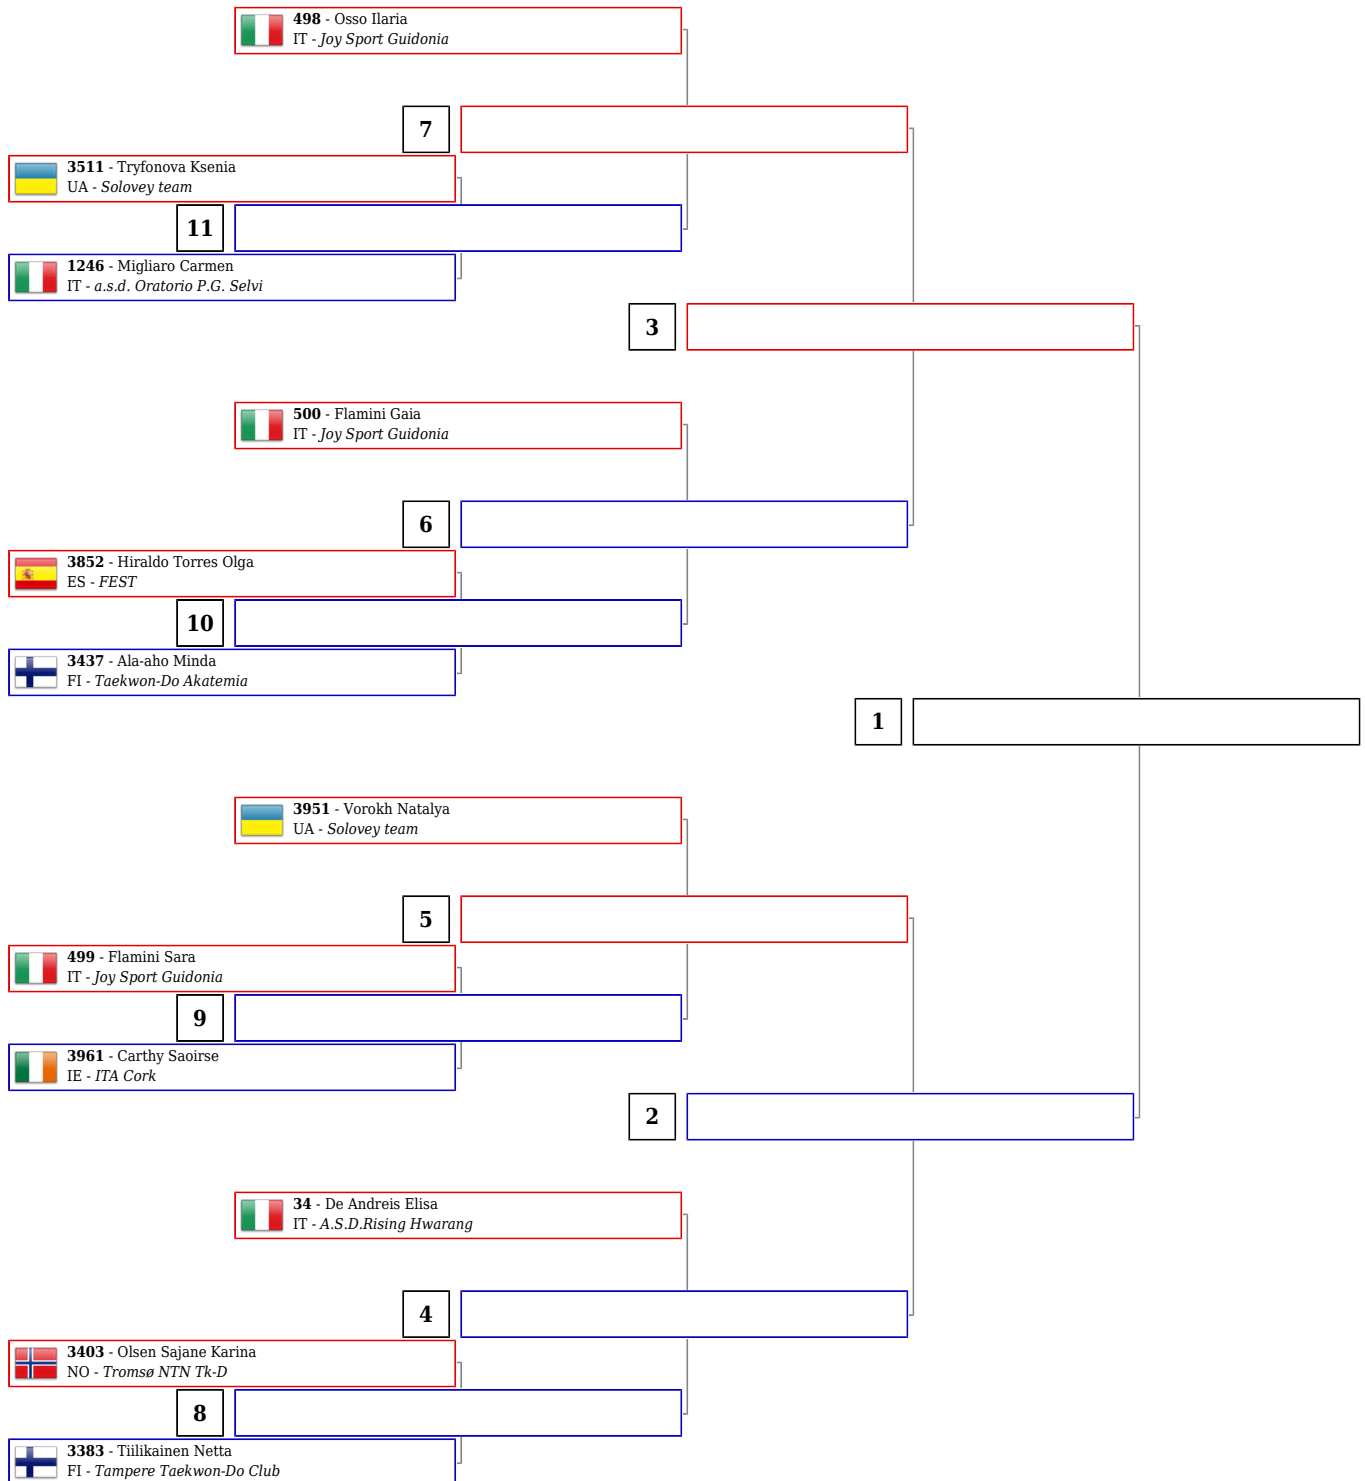 498 - Osso Ilaria
IT - Joy Sport Guidonia
7
3511 - Tryfonova Ksenia
UA - Solovey team
11
1246 - Migliaro Carmen
IT - a.s.d. Oratorio P.G. Selvi
3
500 - Flamini Gaia
IT - Joy Sport Guidonia
6
3852 - Hiraldo Torres Olga
ES - FEST
10
3437 - Ala-aho Minda
FI - Taekwon-Do Akatemia
1
3951 - Vorokh Natalya
UA - Solovey team
5
499 - Flamini Sara
IT - Joy Sport Guidonia
9
3961 - Carthy Saoirse
IE - ITA Cork
2
34 - De Andreis Elisa
IT - A.S.D.Rising Hwarang
4
3403 - Olsen Sajane Karina
NO - Tromsø NTN Tk-D
8
3383 - Tiilikainen Netta
FI - Tampere Taekwon-Do Club